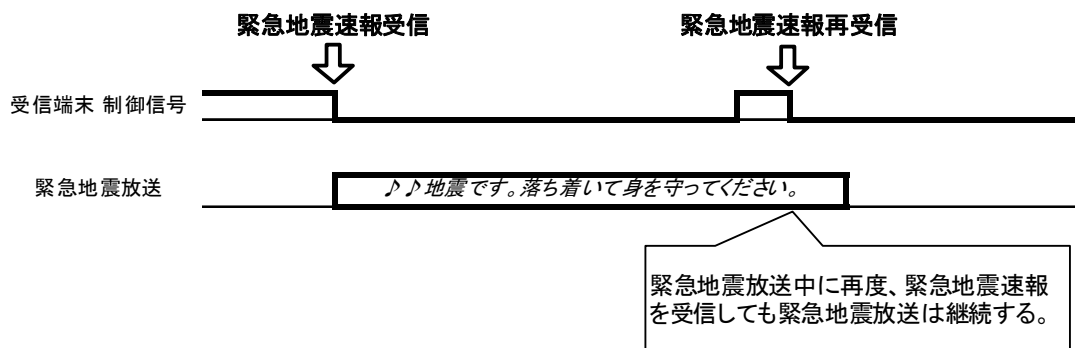 緊急地震速報受信
緊急地震速報再受信
受信端末 制御信号
緊急地震放送
♪♪地震です。落ち着いて身を守ってください。
緊急地震放送中に再度、緊急地震速報
を受信しても緊急地震放送は継続する。